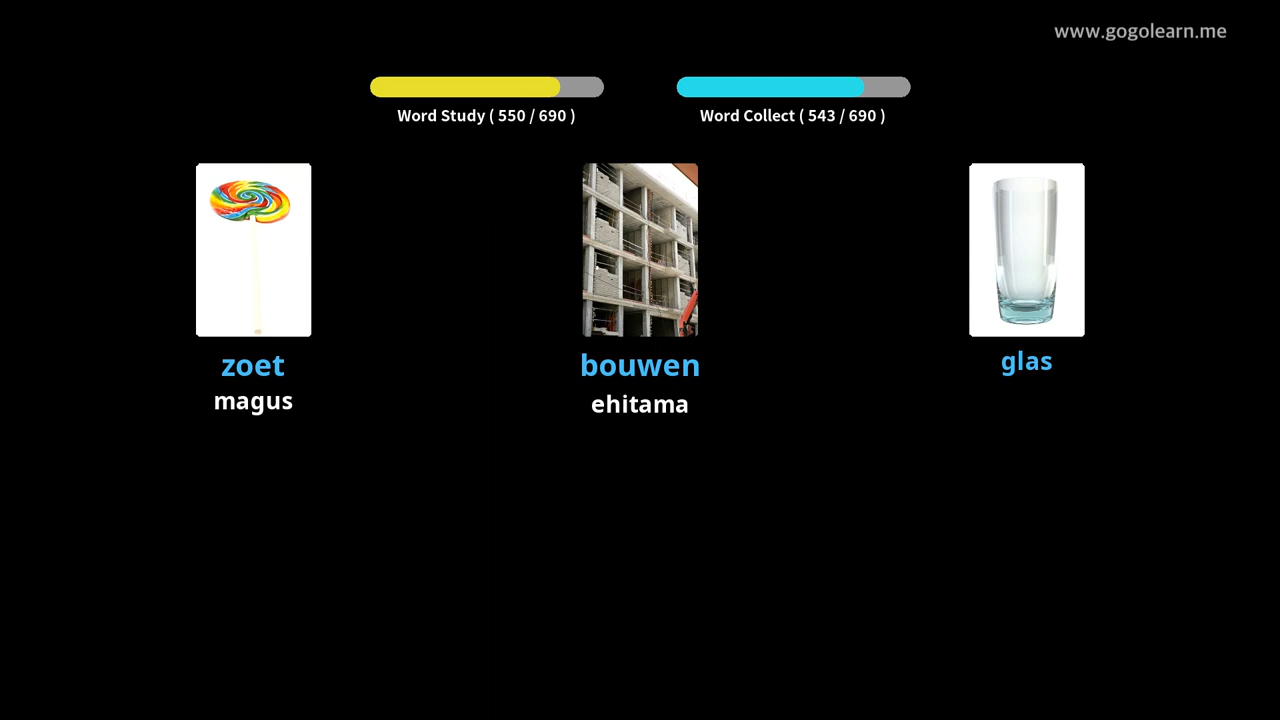 www.gogolearn.me
Word Study ( 550 / 690 )
Word Collect ( 543 / 690 )
zoet
magus
bouwen
ehitama
glas